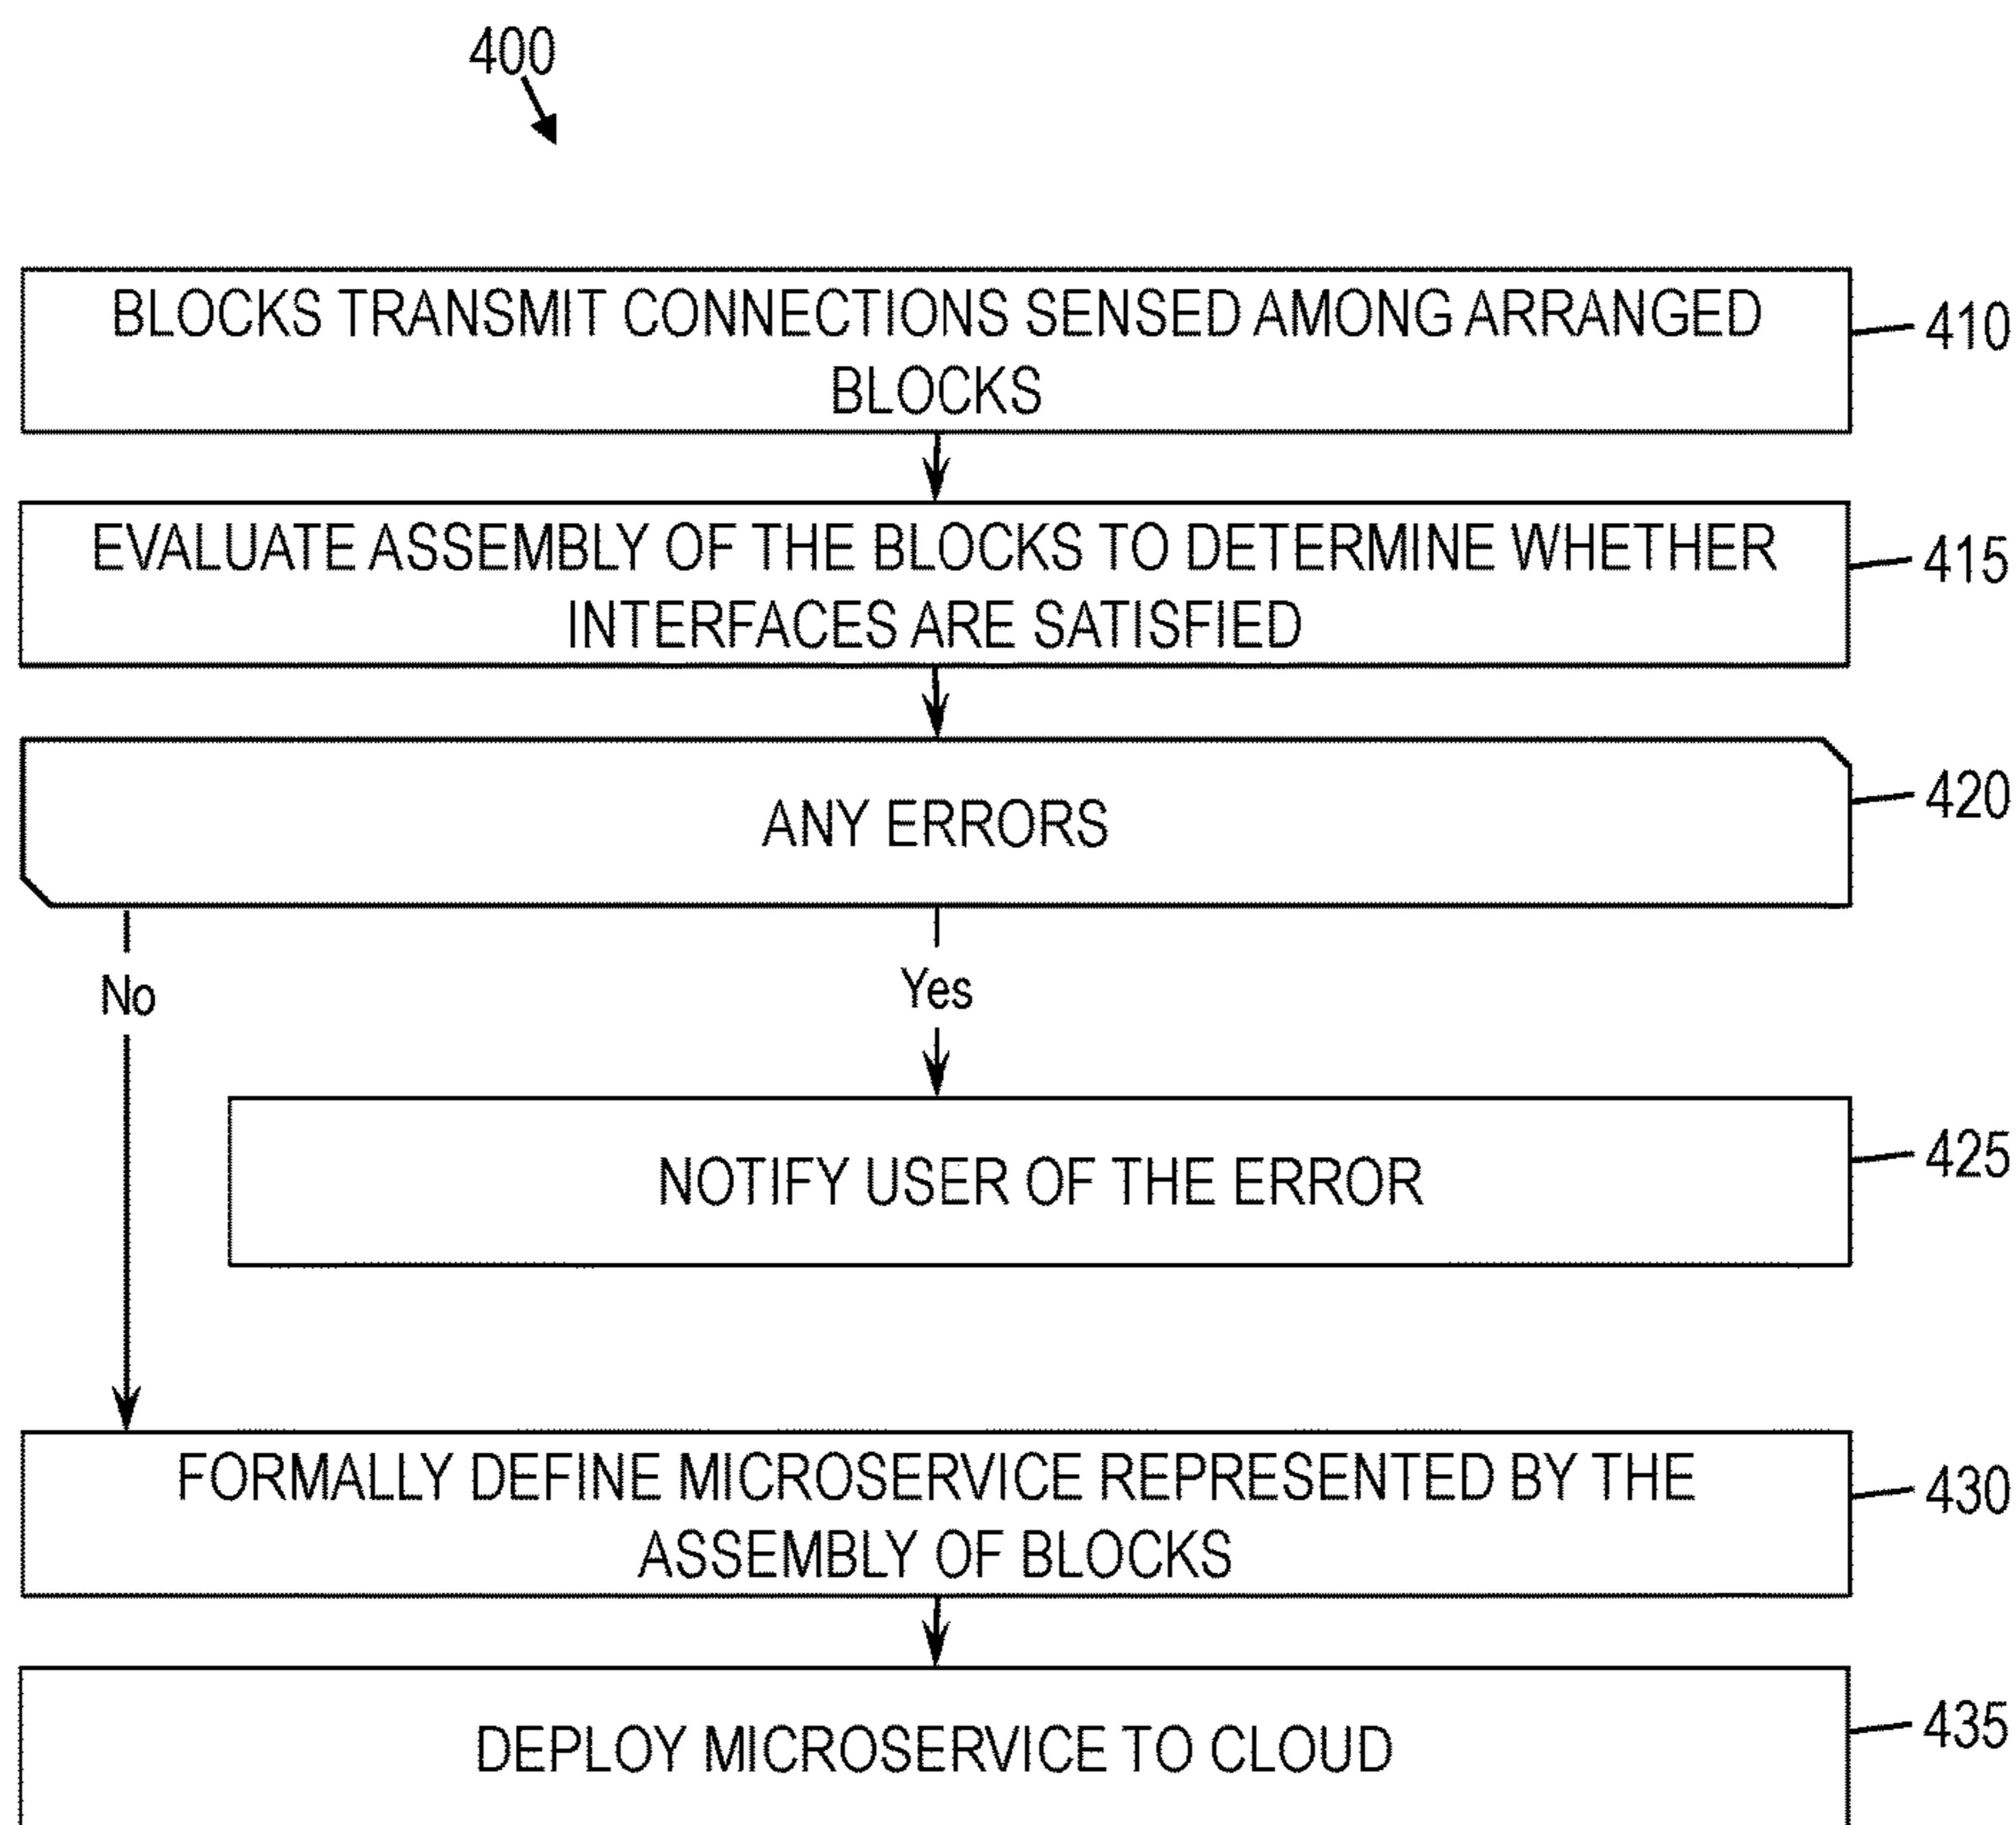 400
BLOCKS TRANSMIT CONNECTIONS SENSED AMONG ARRANGED
BLOCKS
410
EVALUATE ASSEMBLY OF THE BLOCKS TO DETERMINE WHETHER
INTERFACES ARE SATISFIED
415
ANY ERRORS
420
No
Yes
NOTIFY USER OF THE ERROR
425
FORMALLY DEFINE MICROSERVICE REPRESENTED BY THE
ASSEMBLY OF BLOCKS
430
DEPLOY MICROSERVICE TO CLOUD
435